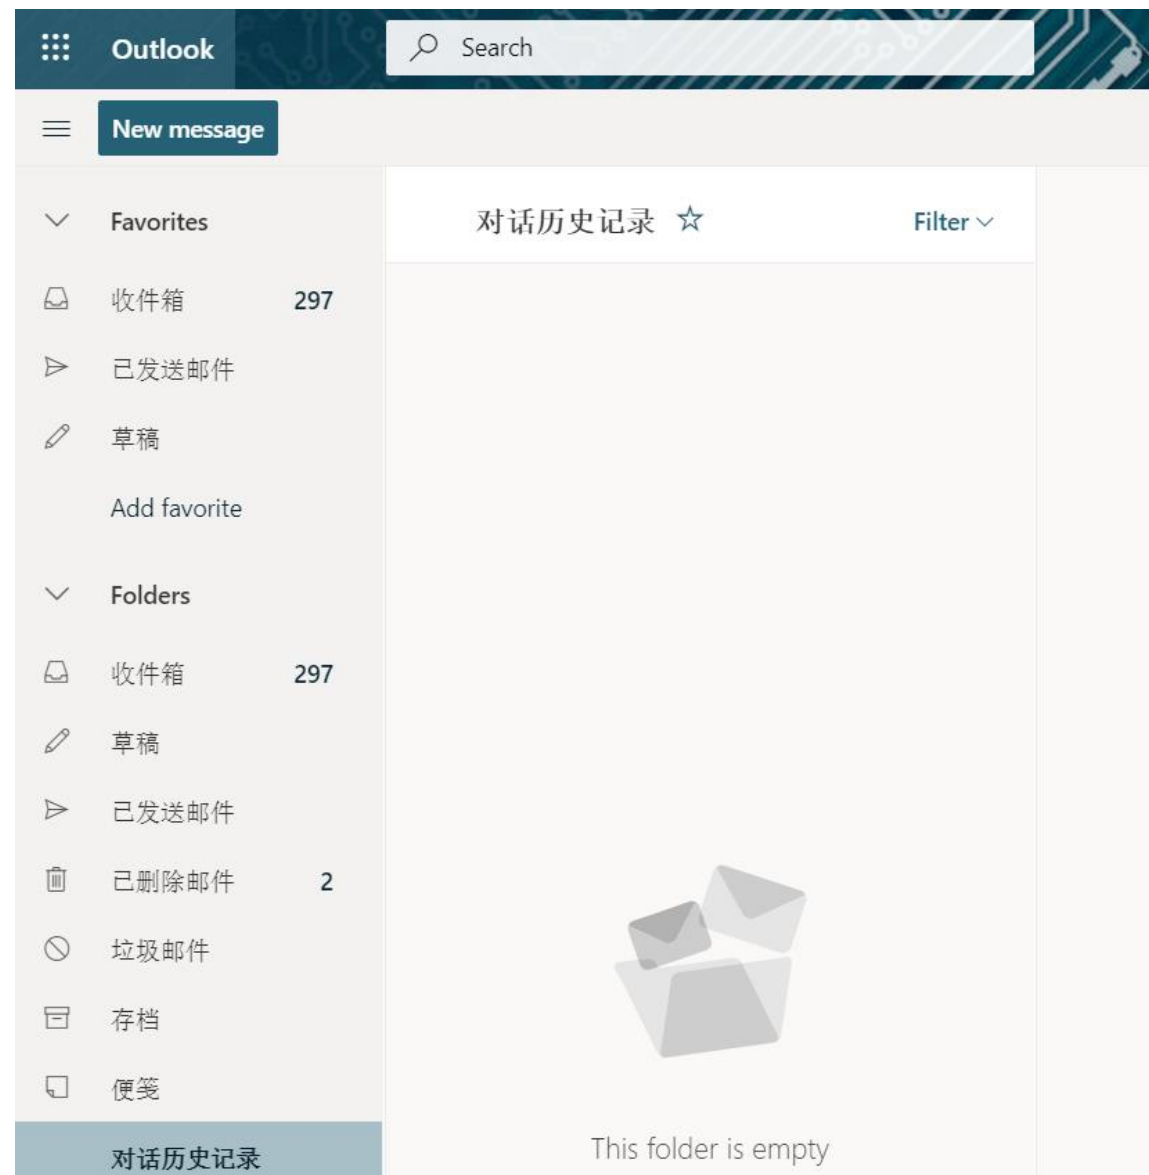 Outlook
Search
New message
Favorites
对话历史记录
Filter
收件箱 297
已发送邮件
草稿
Add favorite
Folders
收件箱 297
草稿
已发送邮件
已删除邮件 2
垃圾邮件
存档
便笺
对话历史记录
This folder is empty